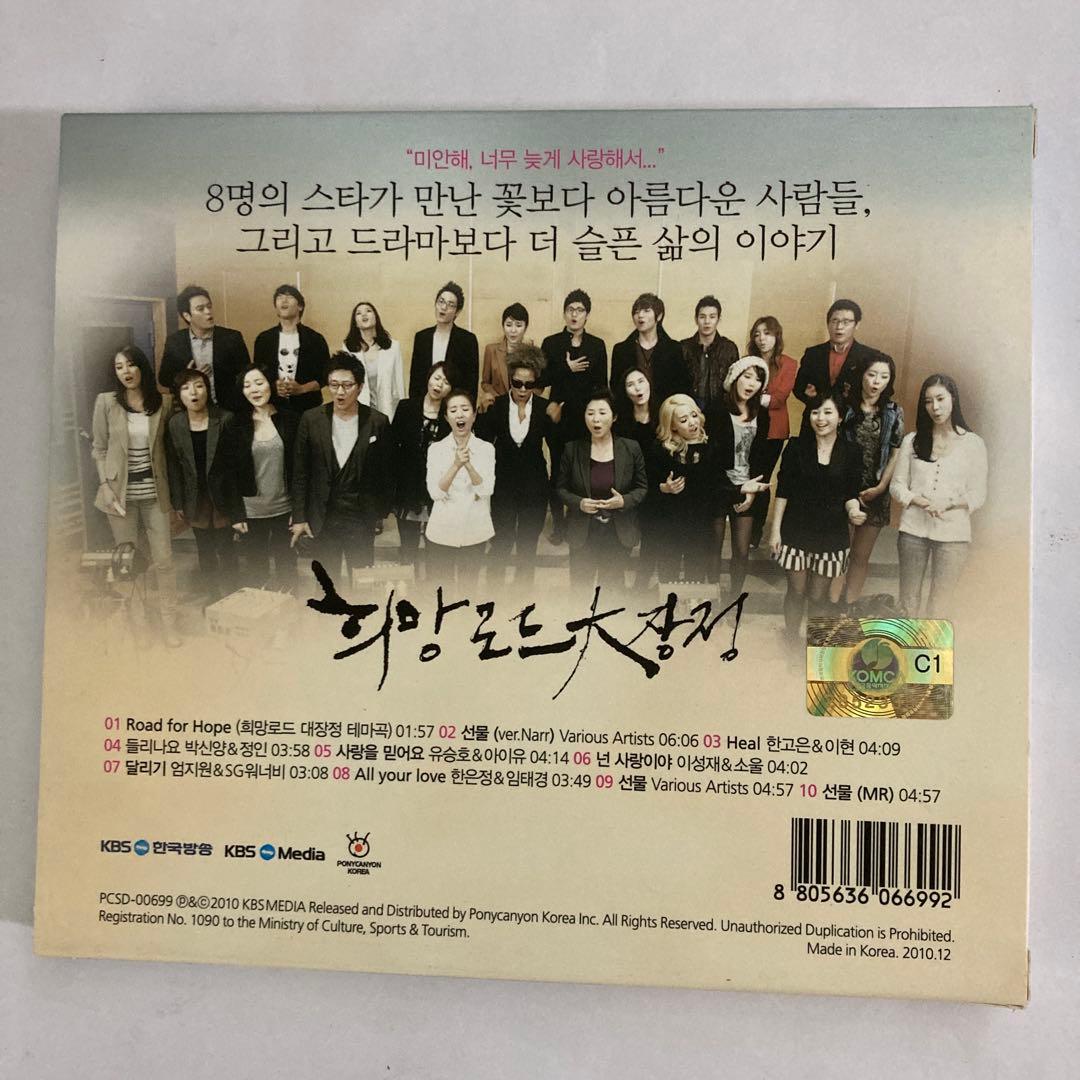 "미안해, 너무 늦게 사랑해서..."
8명의 스타가 만난 꽃보다 아름다운 사람들,
그리고 드라마보다 더 슬픈 삶의 이야기
희망로드大장정
KOMCA
C1
01 Road for Hope (희망로드 대장정 테마곡) 01:57 02 선물 (ver.Narr) Various Artists 06:06 03 Heal 한고은&이현 04:09
04 들리나요 박신양&정인 03:58 05 사랑을 믿어요 유승호&아이유 04:14 06 넌 사랑이야 이성재&소울 04:02
07 달리기 엄지원&SG워너비 03:08 08 All your love 한은정&임태경 03:49 09 선물 Various Artists 04:57 10 선물 (MR) 04:57
KBS 한국방송 KBS Media PONYCANYON KOREA
8 805636 066992
PCSD-00699 ℗&©2010 KBS MEDIA Released and Distributed by Ponycanyon Korea Inc. All Rights Reserved. Unauthorized Duplication is Prohibited.
Registration No. 1090 to the Ministry of Culture, Sports & Tourism.
Made in Korea. 2010.12